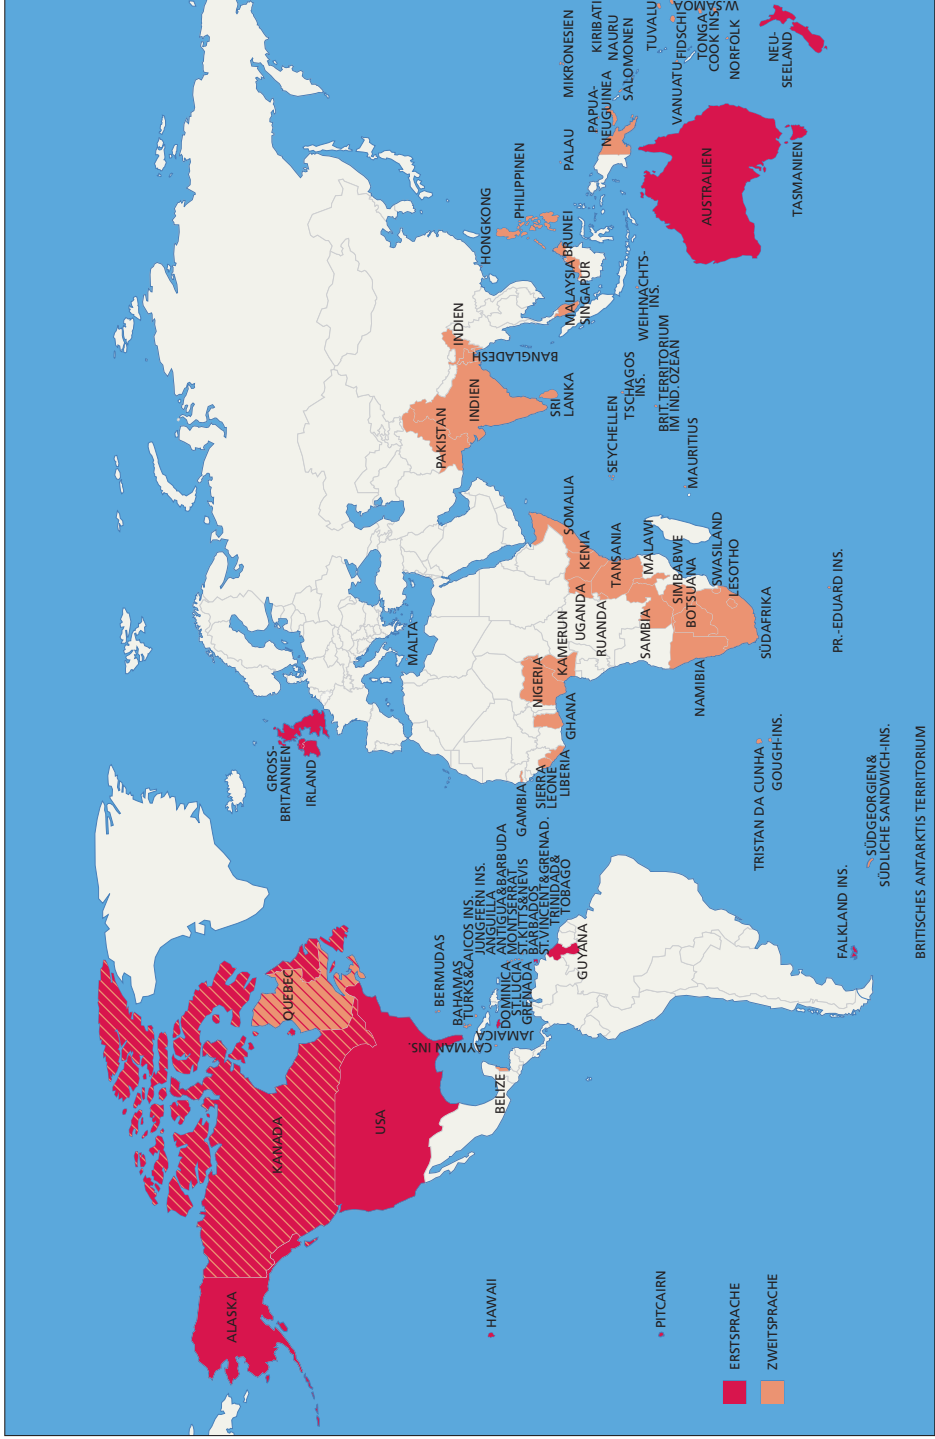 ALASKA
KANADA
QUEBEC
USA
HAWAII
PITCAIRN
BERMUDAS
BAHAMAS
TURKS&CAICOS INS.
CAYMAN INS.
JAMAICA
BELIZE
JUNGFERN INS.
ANGUILLA
ANTIGUA&BARBUDA
MONTSERRAT
ST.KITTS&NEVIS
DOMINICA
ST.LUCIA
BARBADOS
GRENADA
ST.VINCENT&GRENAD.
TRINIDAD&
TOBAGO
GUYANA
FALKLAND INS.
SÜDGEORGIEN&
SÜDLICHE SANDWICH-INS.
BRITISCHES ANTARKTIS TERRITORIUM
TRISTAN DA CUNHA
GOUGH-INS.
GROSS-
BRITANNIEN
IRLAND
MALTA
GAMBIA
SIERRA
LEONE
LIBERIA
GHANA
NIGERIA
KAMERUN
UGANDA
RUANDA
KENIA
SOMALIA
TANSANIA
MALAWI
SAMBIA
SIMBABWE
BOTSUANA
NAMIBIA
SWASILAND
LESOTHO
SÜDAFRIKA
PR.-EDUARD INS.
SEYCHELLEN
MAURITIUS
TSCHAGOS
INS.
BRIT. TERRITORIUM
IM IND. OZEAN
PAKISTAN
INDIEN
INDIEN
BANGLADESH
SRI
LANKA
HONGKONG
PHILIPPINEN
MALAYSIA
BRUNEI
SINGAPUR
WEIHNACHTS-
INS.
PALAU
MIKRONESIEN
PAPUA-
NEUGUINEA
KIRIBATI
NAURU
SALOMONEN
TUVALU
VANUATU
FIDSCHI
W.SAMOA
TONGA
COOK INS.
NORFOLK
AUSTRALIEN
TASMANIEN
NEU-
SEELAND
ERSTSPRACHE
ZWEITSPRACHE